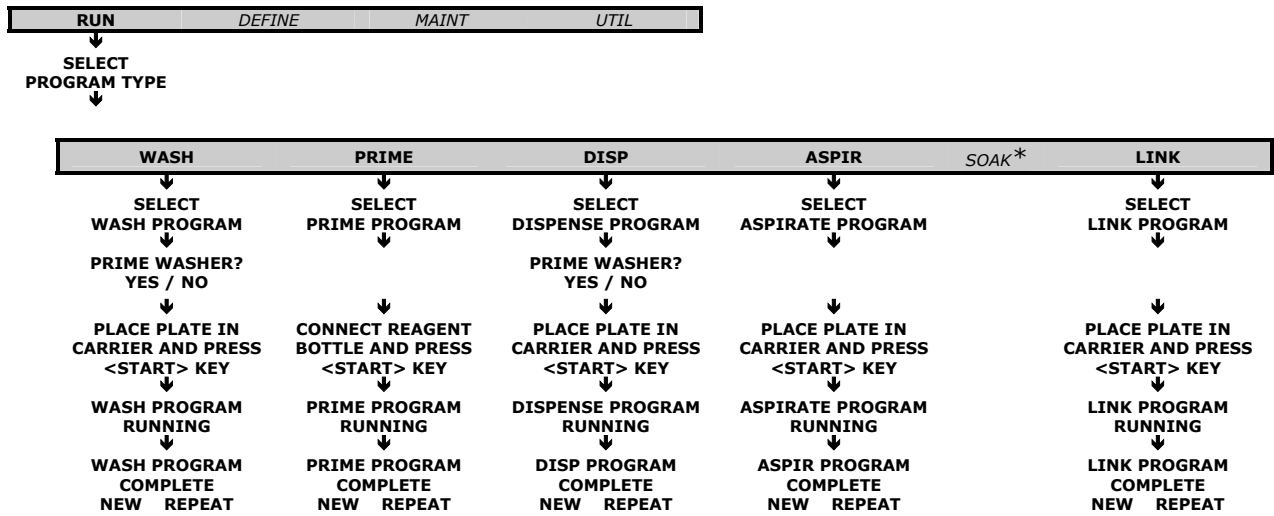 RUN DEFINE MAINT UTIL
SELECT
PROGRAM TYPE
WASH PRIME DISP ASPIR SOAK* LINK
SELECT
WASH PROGRAM
PRIME WASHER?
YES / NO
PLACE PLATE IN
CARRIER AND PRESS
<START> KEY
WASH PROGRAM
RUNNING
WASH PROGRAM
COMPLETE
NEW REPEAT
SELECT
PRIME PROGRAM
CONNECT REAGENT
BOTTLE AND PRESS
<START> KEY
PRIME PROGRAM
RUNNING
PRIME PROGRAM
COMPLETE
NEW REPEAT
SELECT
DISPENSE PROGRAM
PRIME WASHER?
YES / NO
PLACE PLATE IN
CARRIER AND PRESS
<START> KEY
DISPENSE PROGRAM
RUNNING
DISP PROGRAM
COMPLETE
NEW REPEAT
SELECT
ASPIRATE PROGRAM
PLACE PLATE IN
CARRIER AND PRESS
<START> KEY
ASPIRATE PROGRAM
RUNNING
ASPIR PROGRAM
COMPLETE
NEW REPEAT
SELECT
LINK PROGRAM
PLACE PLATE IN
CARRIER AND PRESS
<START> KEY
LINK PROGRAM
RUNNING
LINK PROGRAM
COMPLETE
NEW REPEAT